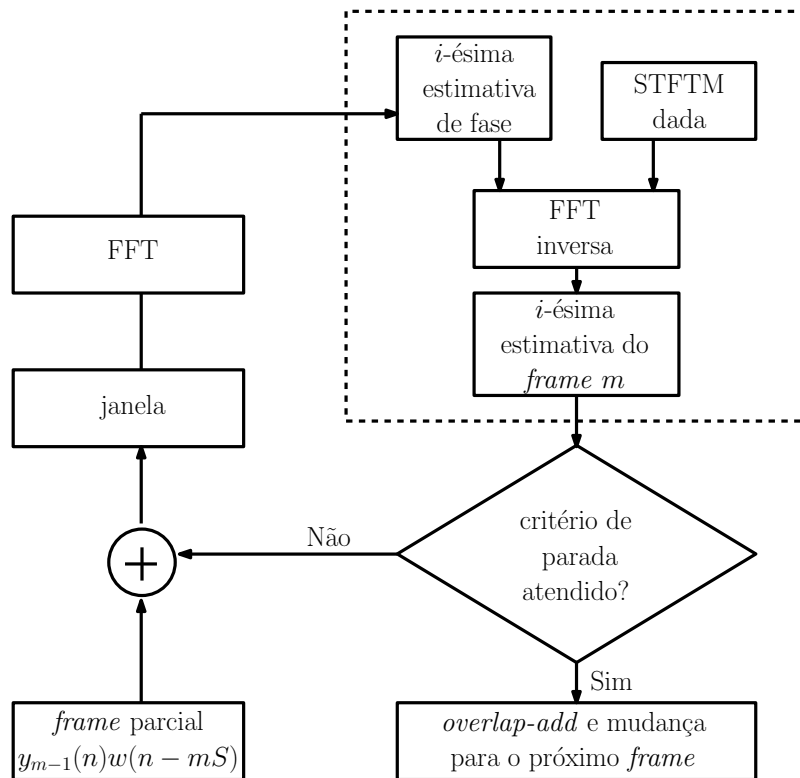 i-ésima
estimativa
de fase
STFTM
dada
FFT
FFT
inversa
i-ésima
estimativa do
frame m
janela
critério de
parada
atendido?
Não
Sim
frame parcial
y_{m−1}(n)w(n − mS)
overlap-add e mudança
para o próximo frame